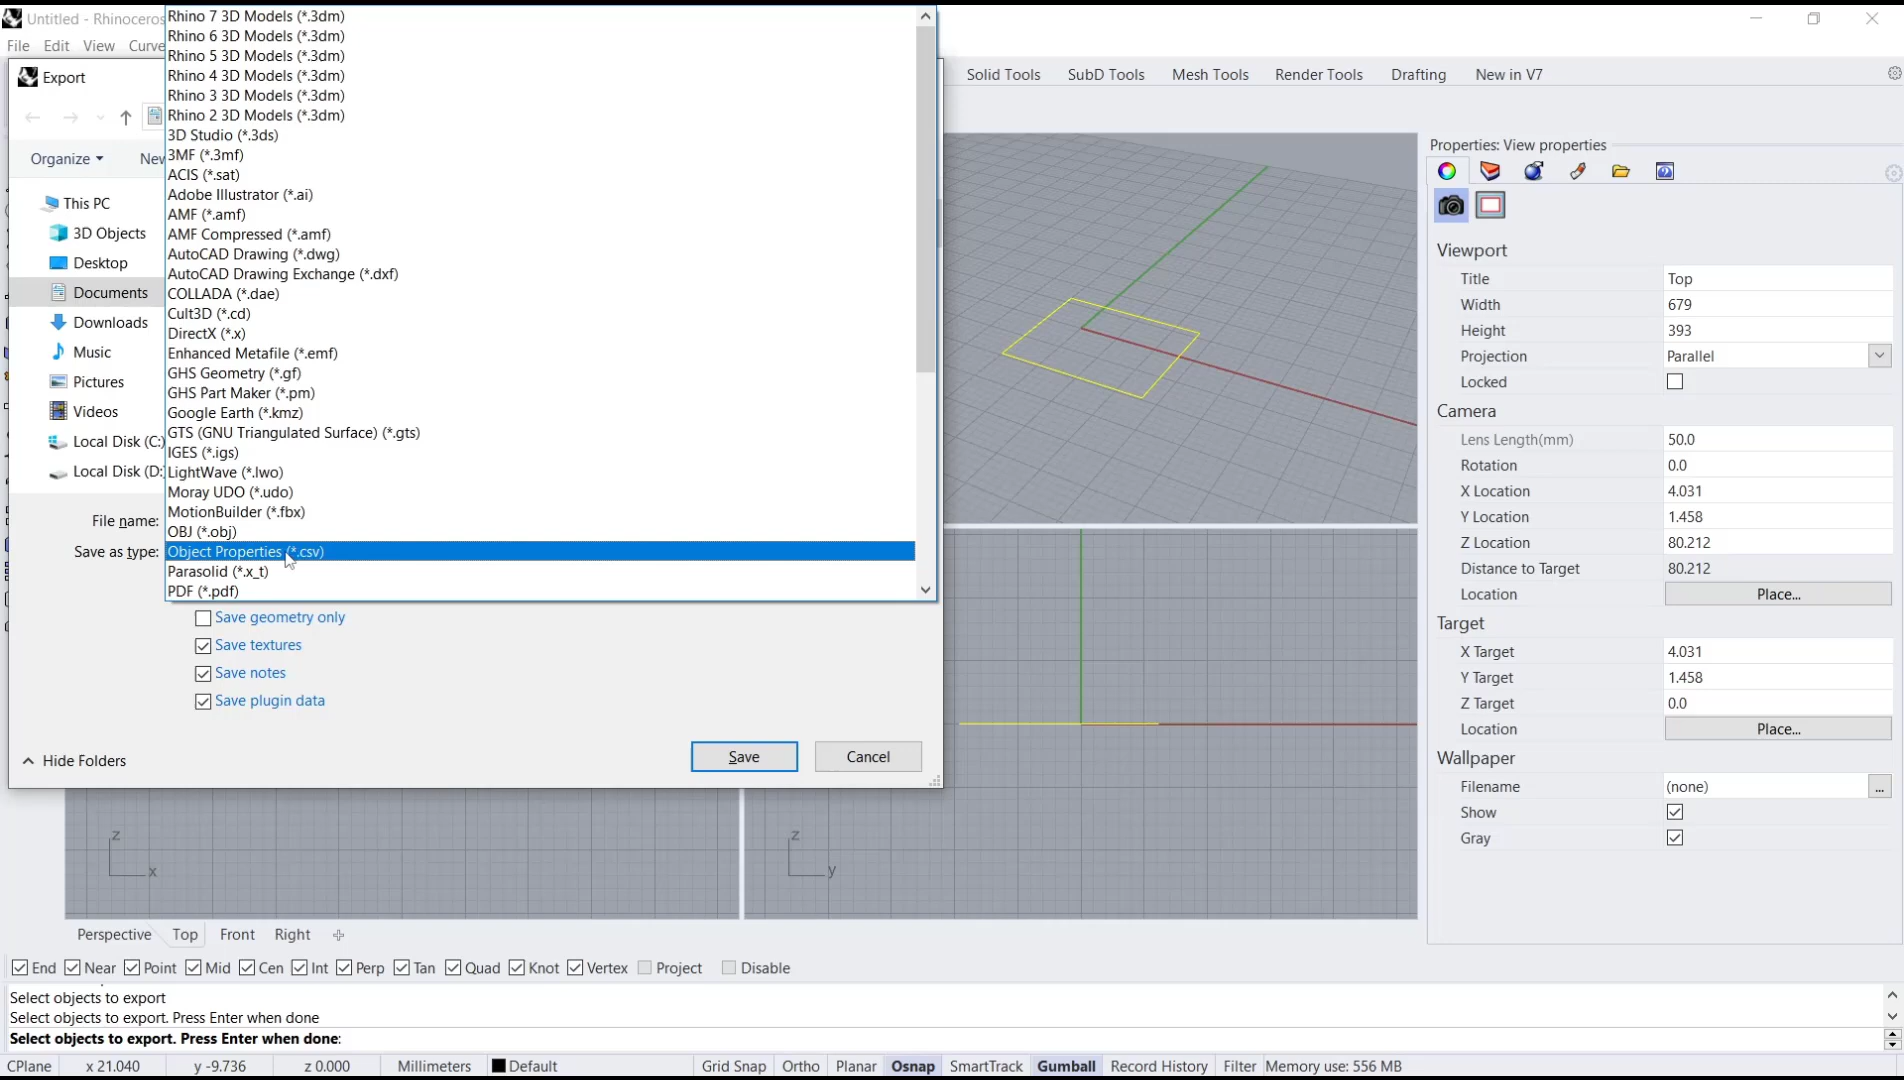 Untitled - Rhinoceros
File Edit View Curve
Export
Organize
New
This PC
3D Objects
Desktop
Documents
Downloads
Music
Pictures
Videos
Local Disk (C:)
Local Disk (D:
File name:
Save as type:
Rhino 7 3D Models (*.3dm)
Rhino 6 3D Models (*.3dm)
Rhino 5 3D Models (*.3dm)
Rhino 4 3D Models (*.3dm)
Rhino 3 3D Models (*.3dm)
Rhino 2 3D Models (*.3dm)
3D Studio (*.3ds)
3MF (*.3mf)
ACIS (*.sat)
Adobe Illustrator (*.ai)
AMF (*.amf)
AMF Compressed (*.amf)
AutoCAD Drawing (*.dwg)
AutoCAD Drawing Exchange (*.dxf)
COLLADA (*.dae)
Cult3D (*.cd)
DirectX (*.x)
Enhanced Metafile (*.emf)
GHS Geometry (*.gf)
GHS Part Maker (*.pm)
Google Earth (*.kmz)
GTS (GNU Triangulated Surface) (*.gts)
IGES (*.igs)
LightWave (*.lwo)
Moray UDO (*.udo)
MotionBuilder (*.fbx)
OBJ (*.obj)
Object Properties (*.csv)
Parasolid (*.x_t)
PDF (*.pdf)
Save geometry only
Save textures
Save notes
Save plugin data
Hide Folders
Save Cancel
Solid Tools SubD Tools Mesh Tools Render Tools Drafting New in V7
Properties: View properties
Viewport
Title Top
Width 679
Height 393
Projection Parallel
Locked
Camera
Lens Length(mm) 50.0
Rotation 0.0
X Location 4.031
Y Location 1.458
Z Location 80.212
Distance to Target 80.212
Location Place...
Target
X Target 4.031
Y Target 1.458
Z Target 0.0
Location Place...
Wallpaper
Filename (none) ...
Show
Gray
z
x
z
y
Perspective Top Front Right
End Near Point Mid Cen Int Perp Tan Quad Knot Vertex Project Disable
Select objects to export
Select objects to export. Press Enter when done
Select objects to export. Press Enter when done:
CPlane x 21.040 y -9.736 z 0.000 Millimeters Default Grid Snap Ortho Planar Osnap SmartTrack Gumball Record History Filter Memory use: 556 MB